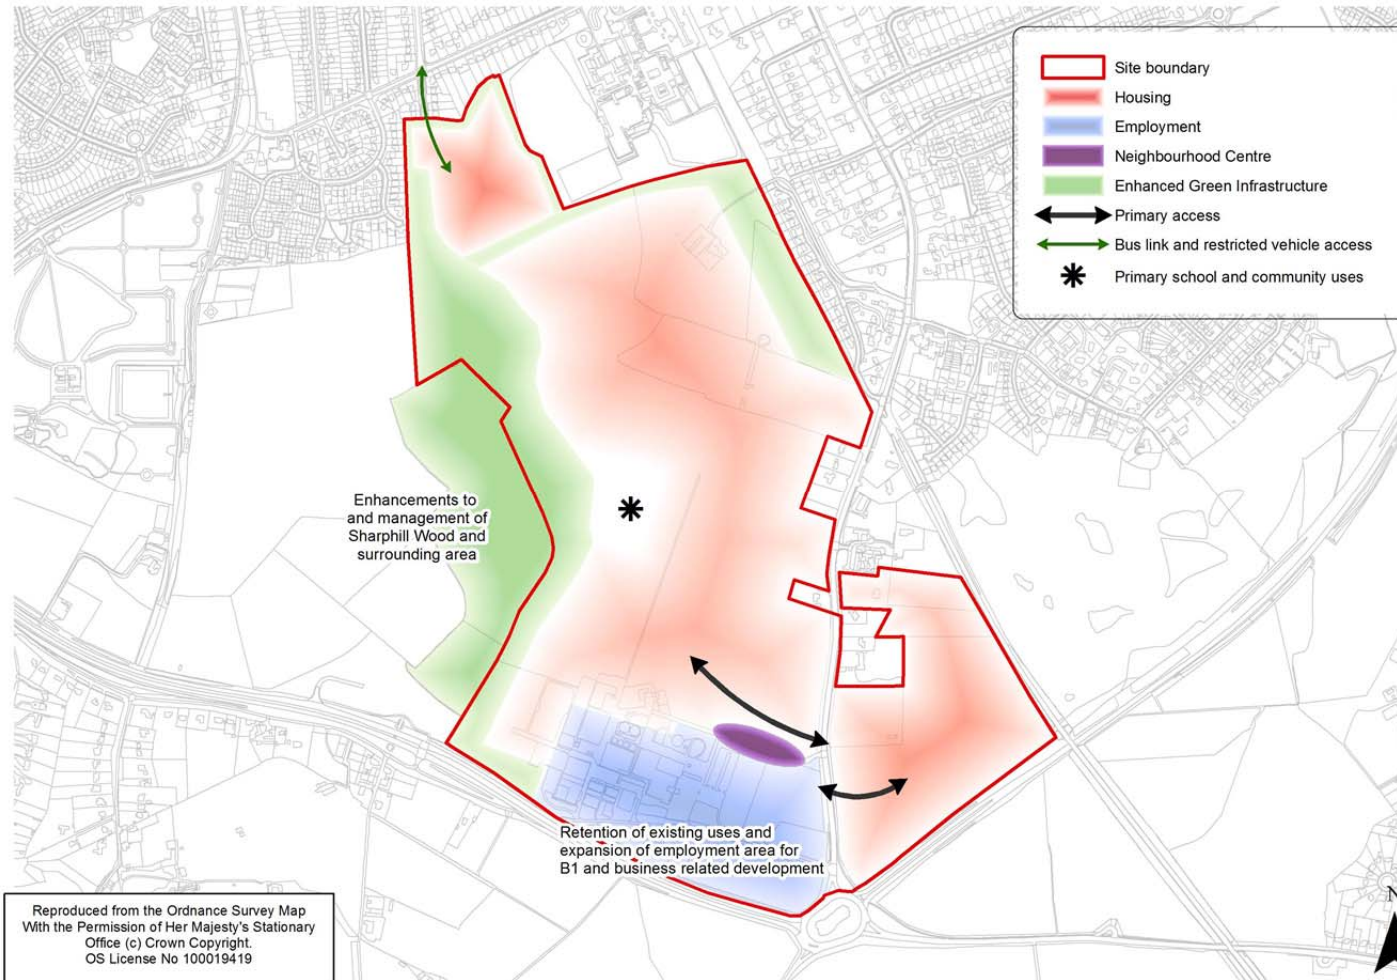 Site boundary
Housing
Employment
Neighbourhood Centre
Enhanced Green Infrastructure
Primary access
Bus link and restricted vehicle access
Primary school and community uses
Enhancements to
and management of
Sharphill Wood and
surrounding area
Retention of existing uses and
expansion of employment area for
B1 and business related development
Reproduced from the Ordnance Survey Map
With the Permission of Her Majesty's Stationary
Office (c) Crown Copyright.
OS License No 100019419
N